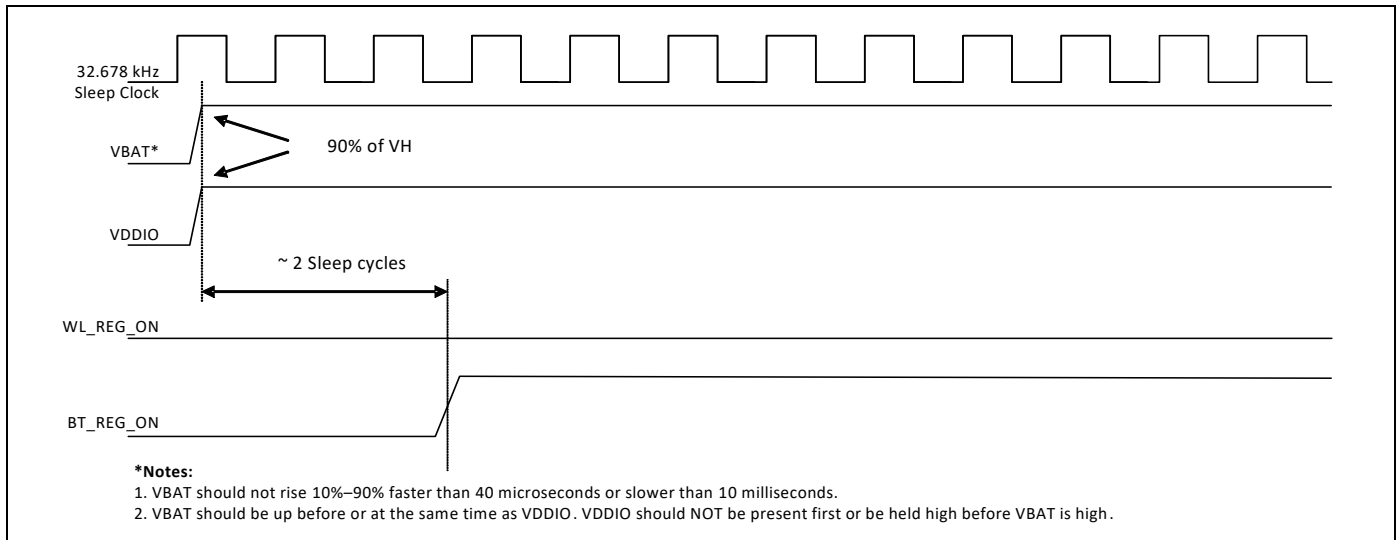 32.678 kHz
Sleep Clock
VBAT*
90% of VH
VDDIO
~ 2 Sleep cycles
WL_REG_ON
BT_REG_ON
*Notes:
1. VBAT should not rise 10%–90% faster than 40 microseconds or slower than 10 milliseconds.
2. VBAT should be up before or at the same time as VDDIO. VDDIO should NOT be present first or be held high before VBAT is high.